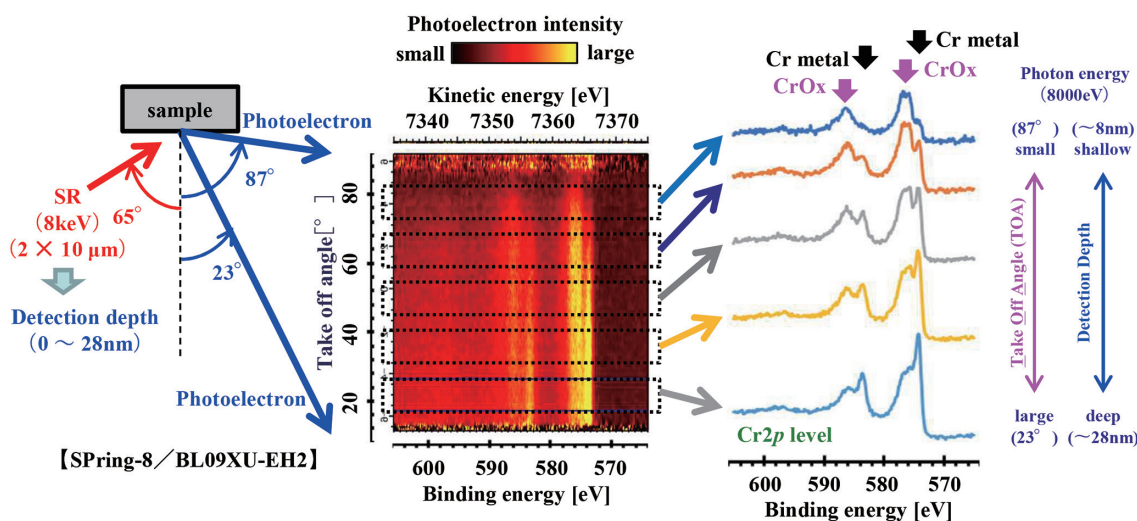 sample
Photoelectron
87°
SR
(8keV)
(2 × 10 μm)
65°
23°
Detection depth
(0 ～ 28nm)
Photoelectron
【SPring-8／BL09XU-EH2】
Photoelectron intensity
small
large
Kinetic energy [eV]
7340 7350 7360 7370
Take off angle[°]
80
60
40
20
600 590 580 570
Binding energy [eV]
Cr metal
Cr metal
CrOx
CrOx
Cr2p level
600 590 580 570
Binding energy [eV]
Photon energy
(8000eV)
(87°) (～8nm)
small shallow
Take Off Angle (TOA)
Detection Depth
large deep
(23°) (～28nm)